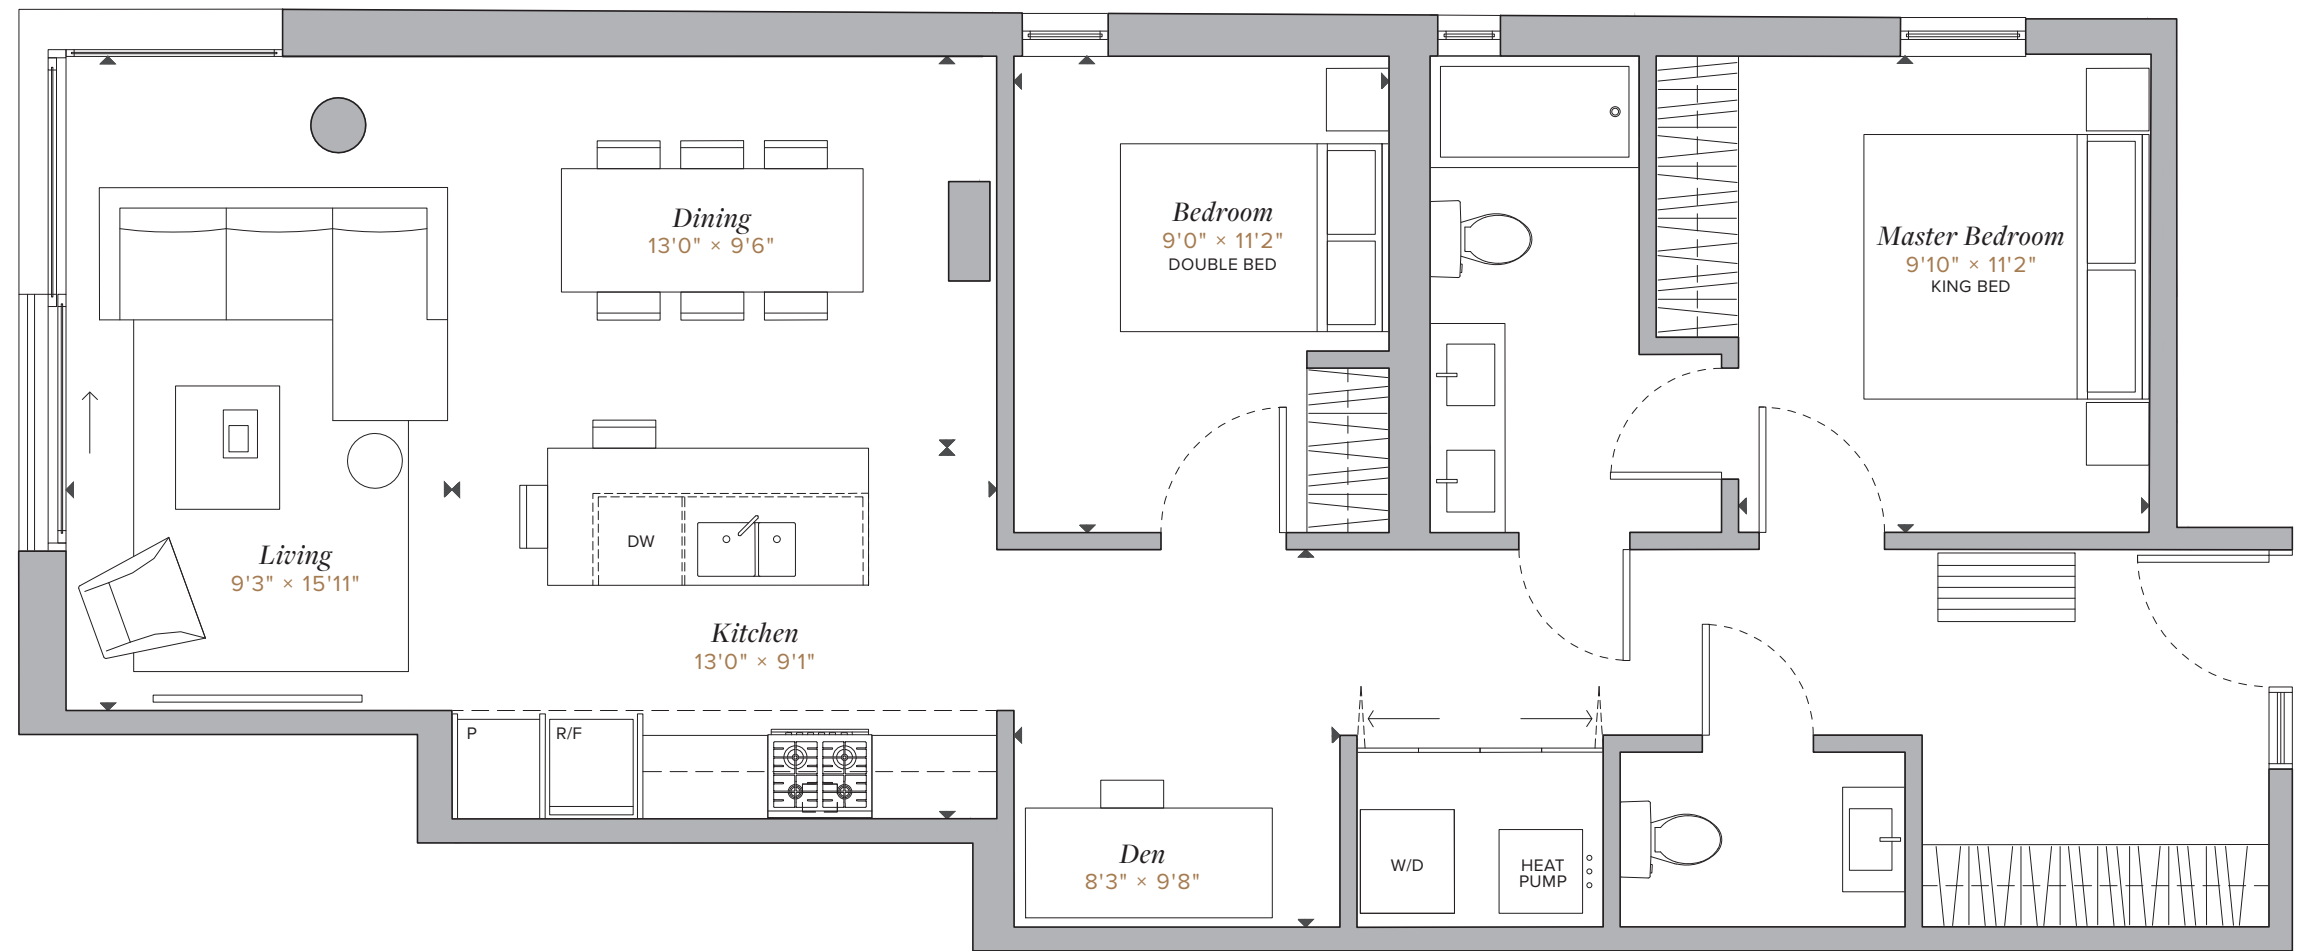 Dining
13'0" × 9'6"
Bedroom
9'0" × 11'2"
DOUBLE BED
Master Bedroom
9'10" × 11'2"
KING BED
Living
9'3" × 15'11"
DW
Kitchen
13'0" × 9'1"
P
R/F
Den
8'3" × 9'8"
W/D
HEAT
PUMP